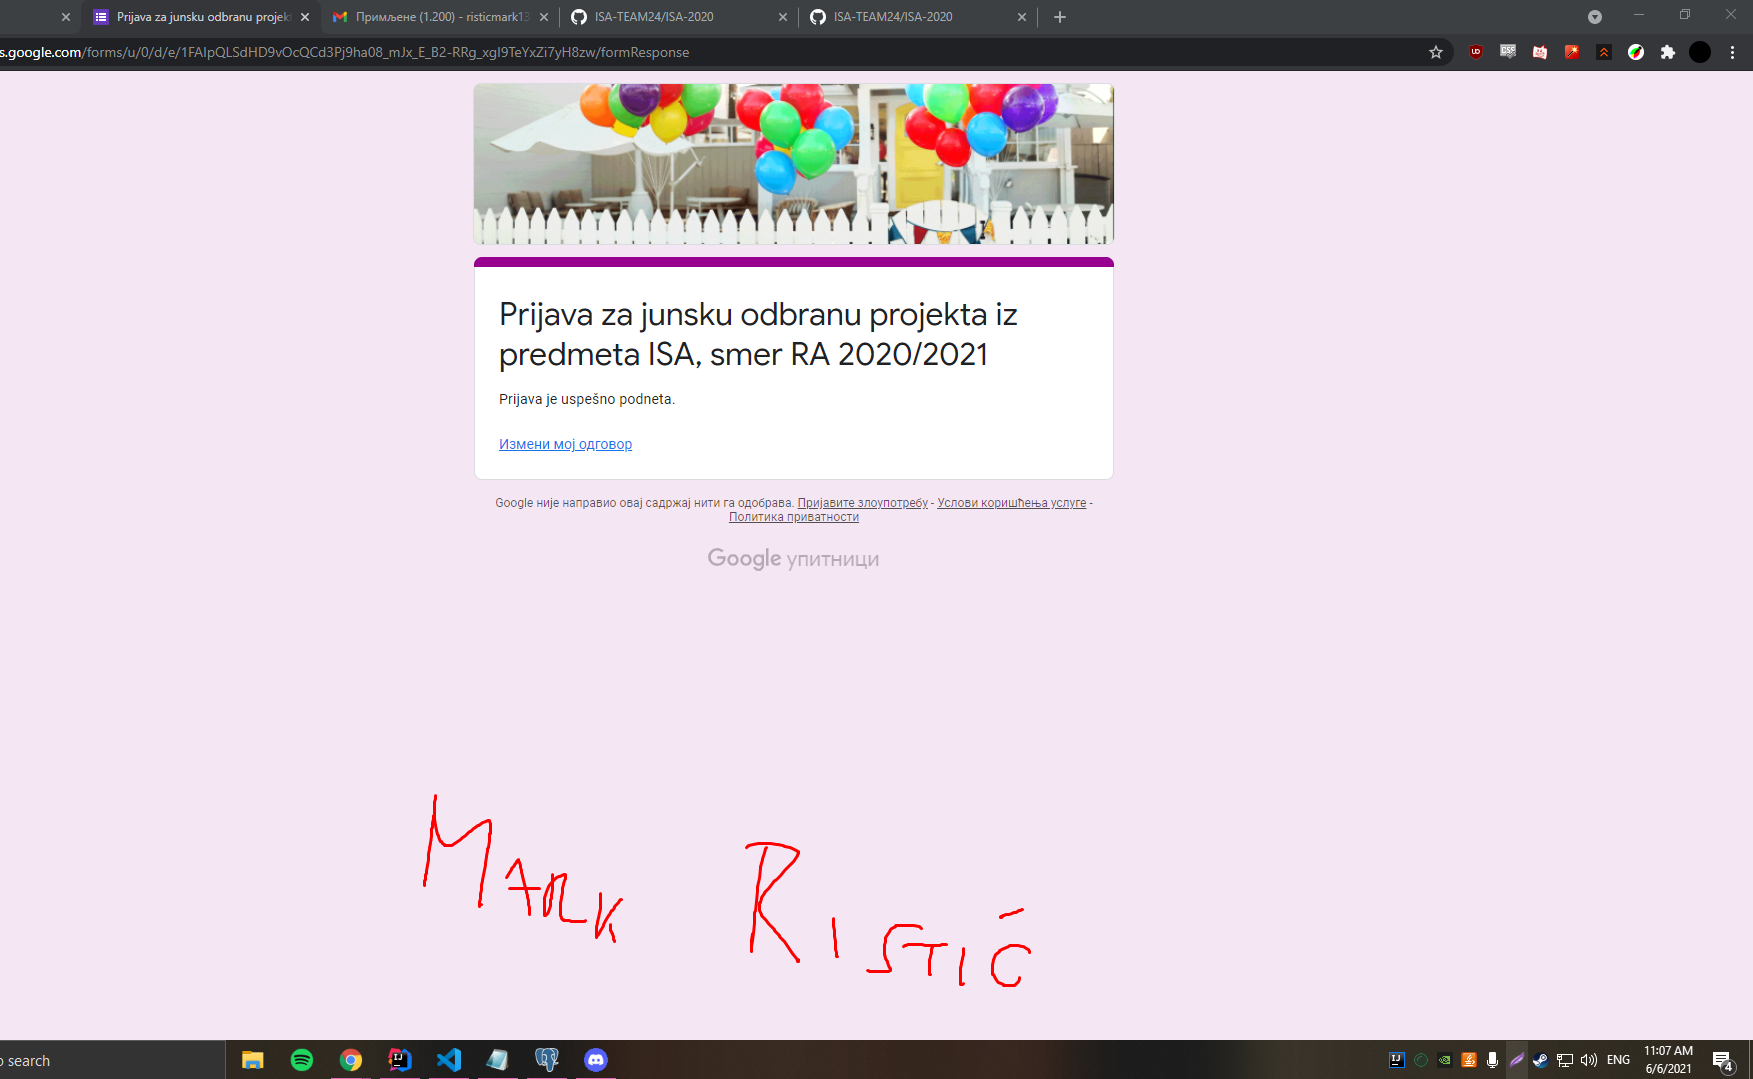 Prijava za junsku odbranu projekt
Примљене (1.200) - risticmark13
ISA-TEAM24/ISA-2020
ISA-TEAM24/ISA-2020
s.google.com/forms/u/0/d/e/1FAIpQLSdHD9vOcQCd3Pj9ha08_mJx_E_B2-RRg_xgI9TeYxZi7yH8zw/formResponse
Prijava za junsku odbranu projekta iz
predmeta ISA, smer RA 2020/2021
Prijava je uspešno podneta.
Измени мој одговор
Google није направио овај садржај нити га одобрава. Пријавите злоупотребу - Услови коришћења услуге -
Политика приватности
Google упитници
MARK RISTIĆ
o search
ENG
11:07 AM
6/6/2021
4